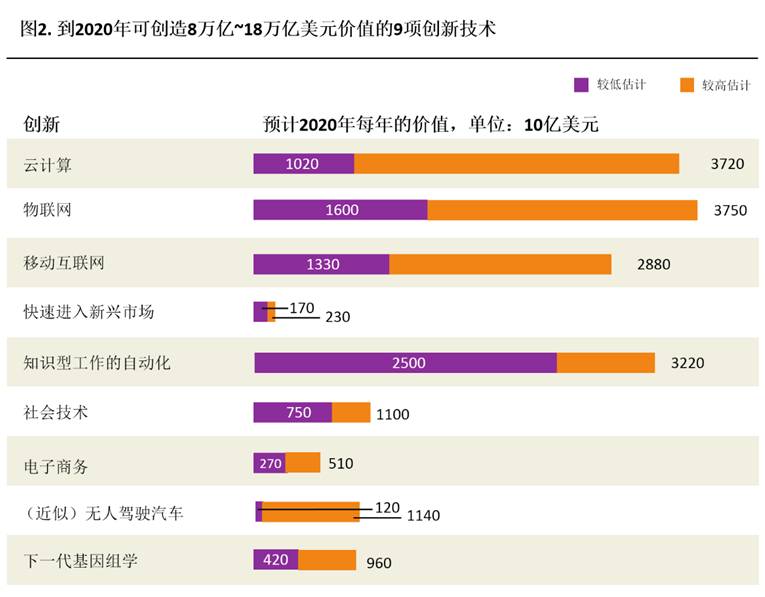 图2. 到2020年可创造8万亿~18万亿美元价值的9项创新技术
较低估计 较高估计
创新 预计2020年每年的价值，单位：10亿美元
云计算 1020 3720
物联网 1600 3750
移动互联网 1330 2880
快速进入新兴市场 170 230
知识型工作的自动化 2500 3220
社会技术 750 1100
电子商务 270 510
（近似）无人驾驶汽车 120 1140
下一代基因组学 420 960